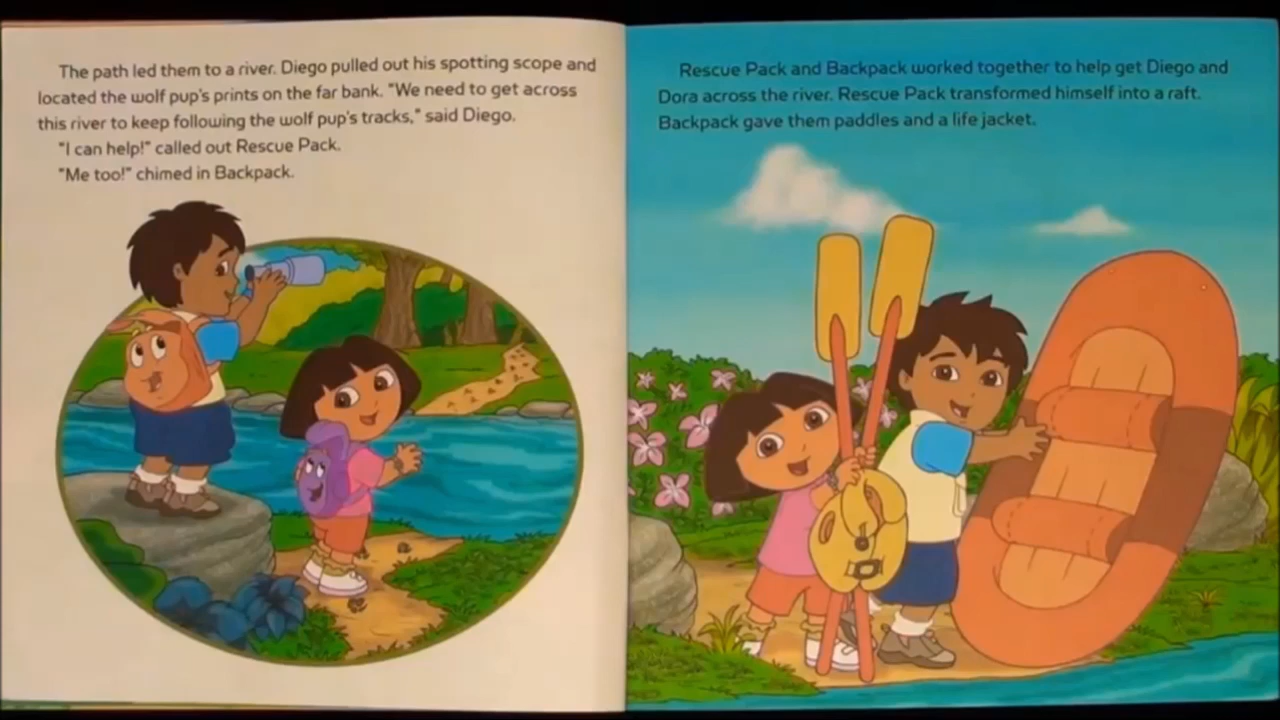 The path led them to a river. Diego pulled out his spotting scope and
located the wolf pup's prints on the far bank. "We need to get across
this river to keep following the wolf pup's tracks," said Diego.
"I can help!" called out Rescue Pack.
"Me too!" chimed in Backpack.
Rescue Pack and Backpack worked together to help get Diego and
Dora across the river. Rescue Pack transformed himself into a raft.
Backpack gave them paddles and a life jacket.